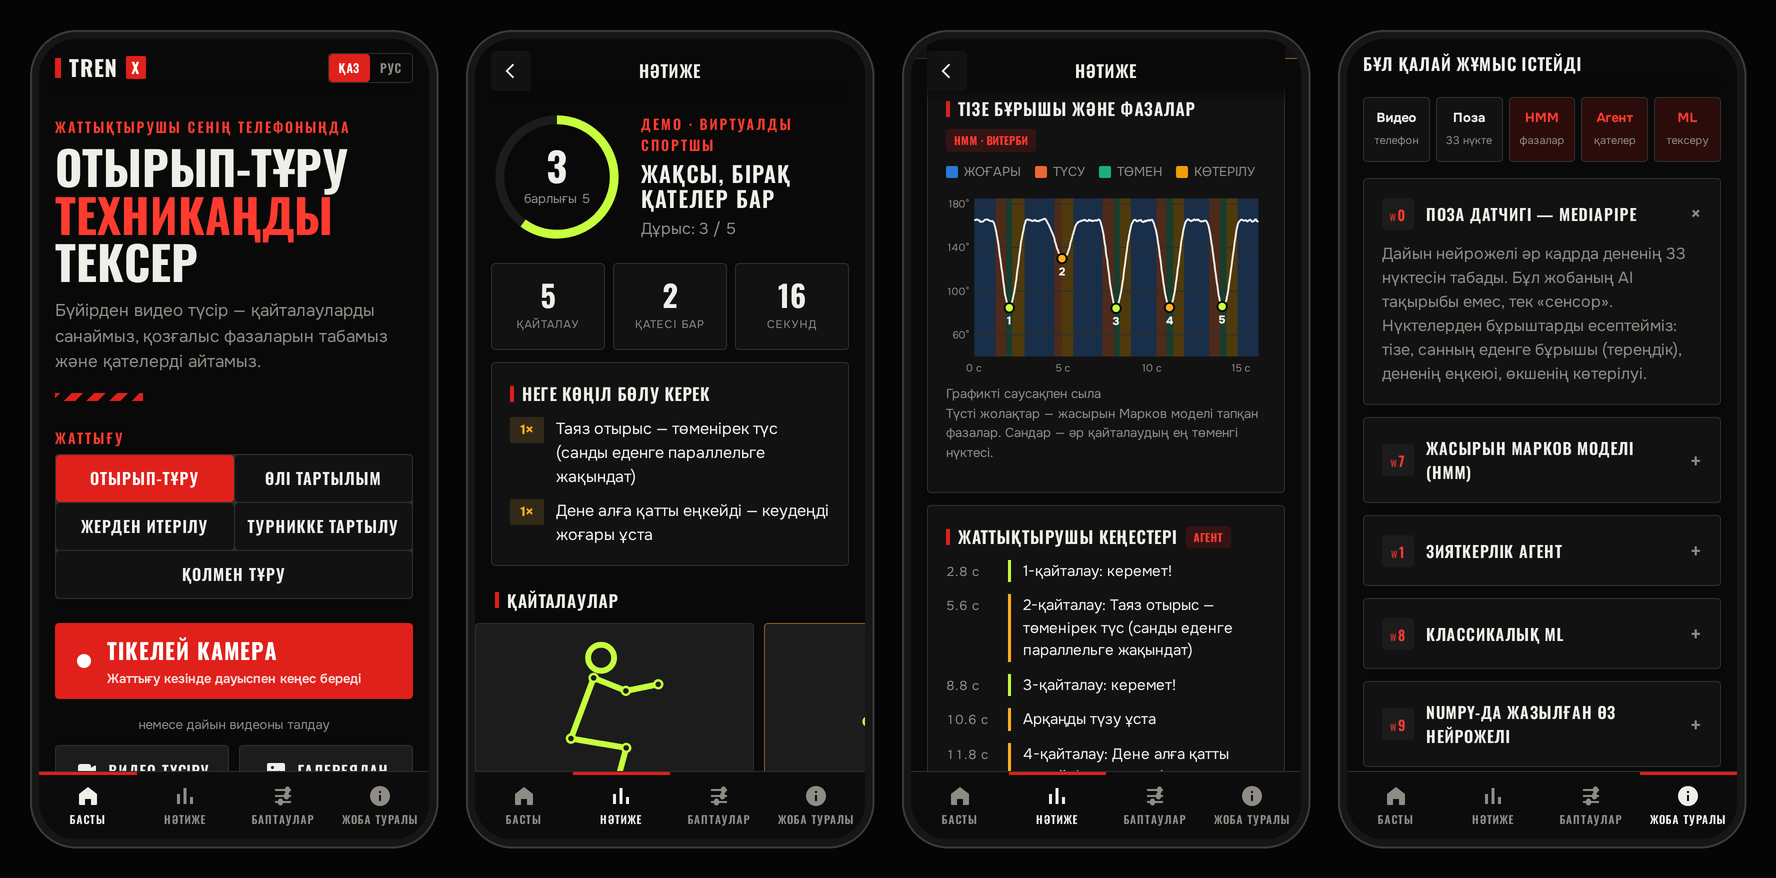 TREN X
ҚАЗ РУС
ЖАТТЫҚТЫРУШЫ СЕНІҢ ТЕЛЕФОНЫҢДА
ОТЫРЫП-ТҰРУ
ТЕХНИКАҢДЫ
ТЕКСЕР
Бүйірден видео түсір — қайталауларды
санаймыз, қозғалыс фазаларын табамыз
және қателерді айтамыз.
ЖАТТЫҒУ
ОТЫРЫП-ТҰРУ
ӨЛІ ТАРТЫЛЫМ
ЖЕРДЕН ИТЕРІЛУ
ТУРНИККЕ ТАРТЫЛУ
ҚОЛМЕН ТҰРУ
ТІКЕЛЕЙ КАМЕРА
Жаттығу кезінде дауыспен кеңес береді
немесе дайын видеоны талдау
ВИДЕО ТҮСІРУ
ГАЛЕРЕЯДАН
БАСТЫ
НӘТИЖЕ
БАПТАУЛАР
ЖОБА ТУРАЛЫ
НӘТИЖЕ
3
барлығы 5
ДЕМО · ВИРТУАЛДЫ
СПОРТШЫ
ЖАҚСЫ, БІРАҚ
ҚАТЕЛЕР БАР
Дұрыс: 3 / 5
5
ҚАЙТАЛАУ
2
ҚАТЕСІ БАР
16
СЕКУНД
НЕГЕ КӨҢІЛ БӨЛУ КЕРЕК
1×
Таяз отырыс — төменірек түс
(санды еденге параллельге
жақындат)
1×
Дене алға қатты еңкейді — кеудеңді
жоғары ұста
ҚАЙТАЛАУЛАР
БАСТЫ
НӘТИЖЕ
БАПТАУЛАР
ЖОБА ТУРАЛЫ
НӘТИЖЕ
ТІЗЕ БҰРЫШЫ ЖӘНЕ ФАЗАЛАР
HMM · ВИТЕРБИ
ЖОҒАРЫ
ТҮСУ
ТӨМЕН
КӨТЕРІЛУ
180°
140°
100°
60°
1
2
3
4
5
0 с
5 с
10 с
15 с
Графикті саусақпен сыла
Түсті жолақтар — жасырын Марков моделі тапқан
фазалар. Сандар — әр қайталаудың ең төменгі
нүктесі.
ЖАТТЫҚТЫРУШЫ КЕҢЕСТЕРІ АГЕНТ
2.8 с
1-қайталау: керемет!
5.6 с
2-қайталау: Таяз отырыс —
төменірек түс (санды еденге
параллельге жақындат)
8.8 с
3-қайталау: керемет!
10.6 с
Арқаңды түзу ұста
11.8 с
4-қайталау: Дене алға қатты
БАСТЫ
НӘТИЖЕ
БАПТАУЛАР
ЖОБА ТУРАЛЫ
БҰЛ ҚАЛАЙ ЖҰМЫС ІСТЕЙДІ
Видео
телефон
Поза
33 нүкте
HMM
фазалар
Агент
қателер
ML
тексеру
W0
ПОЗА ДАТЧИГІ — MEDIAPIPE
×
Дайын нейрожелі әр кадрда дененің 33
нүктесін табады. Бұл жобаның AI
тақырыбы емес, тек «сенсор».
Нүктелерден бұрыштарды есептейміз:
тізе, санның еденге бұрышы (тереңдік),
дененің еңкеюі, өкшенің көтерілуі.
W7
ЖАСЫРЫН МАРКОВ МОДЕЛІ
(HMM)
+
W1
ЗИЯТКЕРЛІК АГЕНТ
+
W8
КЛАССИКАЛЫҚ ML
+
W9
NUMPY-ДА ЖАЗЫЛҒАН ӨЗ
НЕЙРОЖЕЛІ
+
БАСТЫ
НӘТИЖЕ
БАПТАУЛАР
ЖОБА ТУРАЛЫ